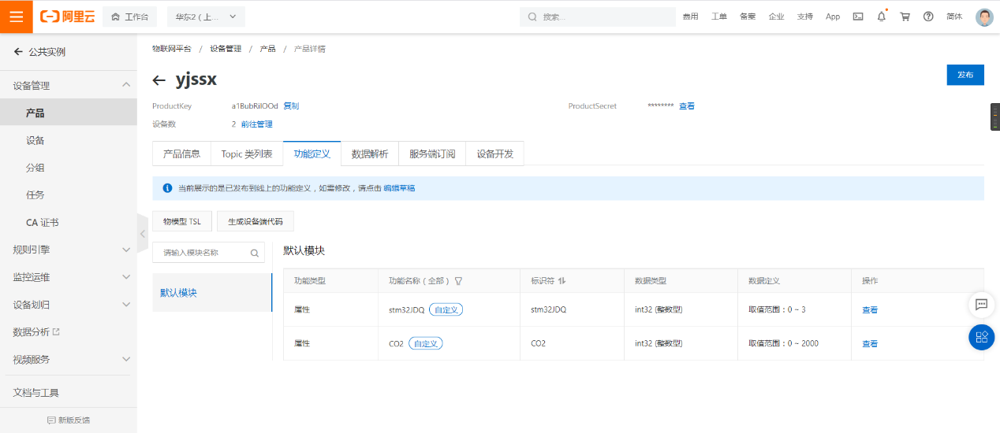 阿里云 工作台 华东2（上... 搜索... 费用 工单 备案 企业 支持 App 简体
公共实例
设备管理
产品
设备
分组
任务
CA 证书
规则引擎
监控运维
设备划归
数据分析
视频服务
文档与工具
新版反馈
物联网平台 / 设备管理 / 产品 / 产品详情
yjssx 发布
ProductKey a1BubRiIOOd 复制 ProductSecret ******** 查看
设备数 2 前往管理
产品信息 Topic 类列表 功能定义 数据解析 服务端订阅 设备开发
当前展示的是已发布到线上的功能定义，如需修改，请点击 编辑草稿
物模型 TSL 生成设备端代码
请输入模块名称
默认模块
默认模块
功能类型 功能名称（全部） 标识符 数据类型 数据定义 操作
属性 stm32JDQ 自定义 stm32JDQ int32 (整数型) 取值范围：0 ~ 3 查看
属性 CO2 自定义 CO2 int32 (整数型) 取值范围：0 ~ 2000 查看